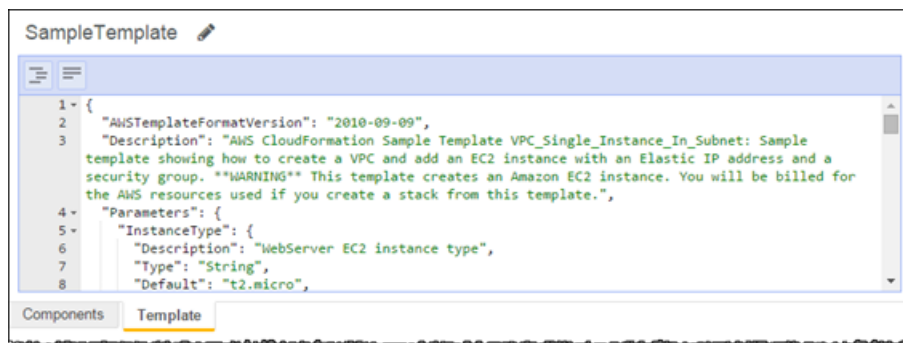 SampleTemplate
1 {
2 "AWSTemplateFormatVersion": "2010-09-09",
3 "Description": "AWS CloudFormation Sample Template VPC_Single_Instance_In_Subnet: Sample
template showing how to create a VPC and add an EC2 instance with an Elastic IP address and a
security group. **WARNING** This template creates an Amazon EC2 instance. You will be billed for
the AWS resources used if you create a stack from this template.",
4 "Parameters": {
5 "InstanceType": {
6 "Description": "WebServer EC2 instance type",
7 "Type": "String",
8 "Default": "t2.micro",
Components Template